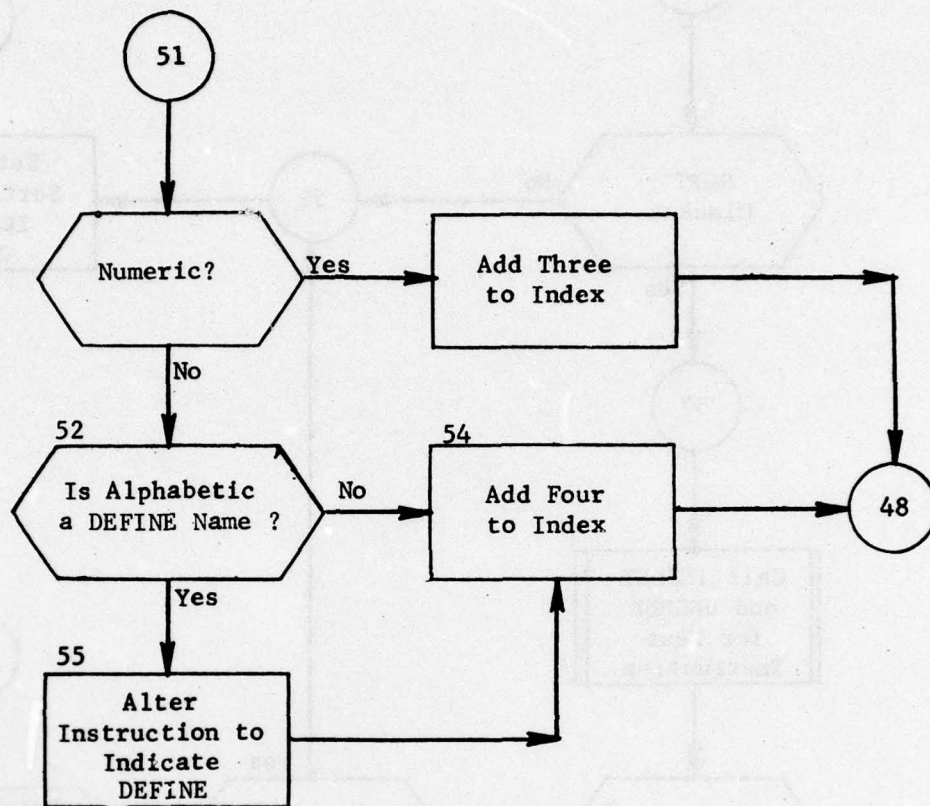 51
Numeric?
Yes
Add Three
to Index
No
52
Is Alphabetic
a DEFINE Name ?
No
54
Add Four
to Index
48
Yes
55
Alter
Instruction to
Indicate
DEFINE